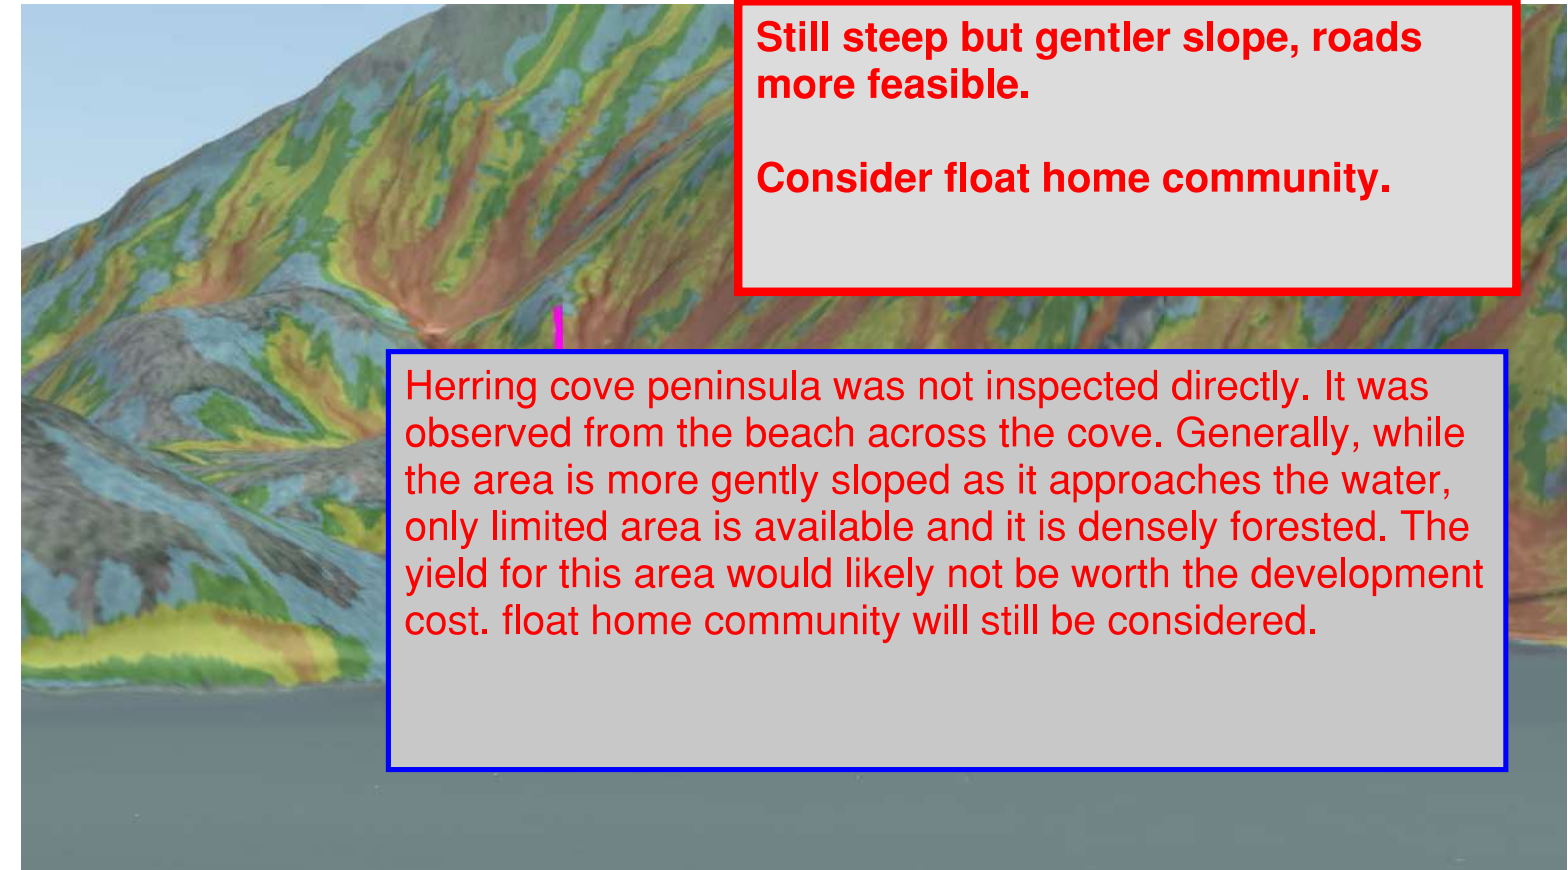 Still steep but gentler slope, roads
more feasible.
Consider float home community.
Herring cove peninsula was not inspected directly. It was
observed from the beach across the cove. Generally, while
the area is more gently sloped as it approaches the water,
only limited area is available and it is densely forested. The
yield for this area would likely not be worth the development
cost. float home community will still be considered.